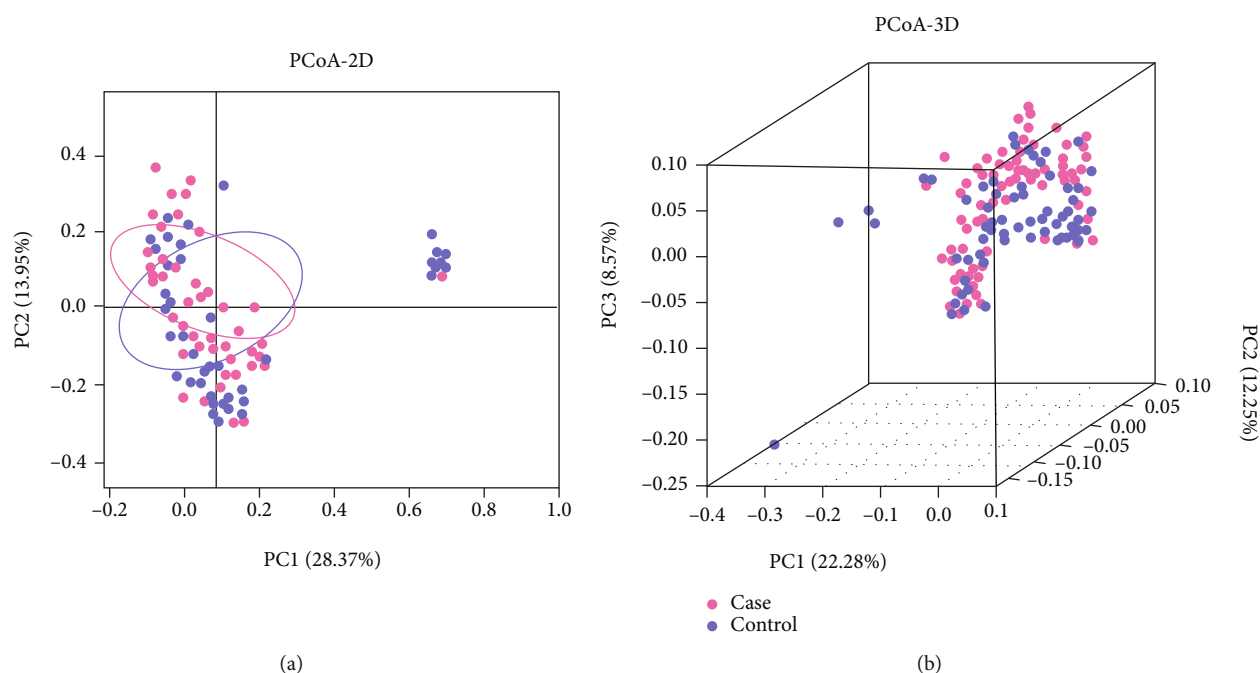 PCoA-2D
0.4
0.2
0.0
−0.2
−0.4
PC2 (13.95%)
−0.2 0.0 0.2 0.4 0.6 0.8 1.0
PC1 (28.37%)
(a)
PCoA-3D
0.10
0.05
0.00
−0.05
−0.10
−0.15
−0.20
−0.25
PC3 (8.57%)
−0.4 −0.3 −0.2 −0.1 0.0 0.1
PC1 (22.28%)
0.10
0.05
0.00
−0.05
−0.10
−0.15
PC2 (12.25%)
Case
Control
(b)